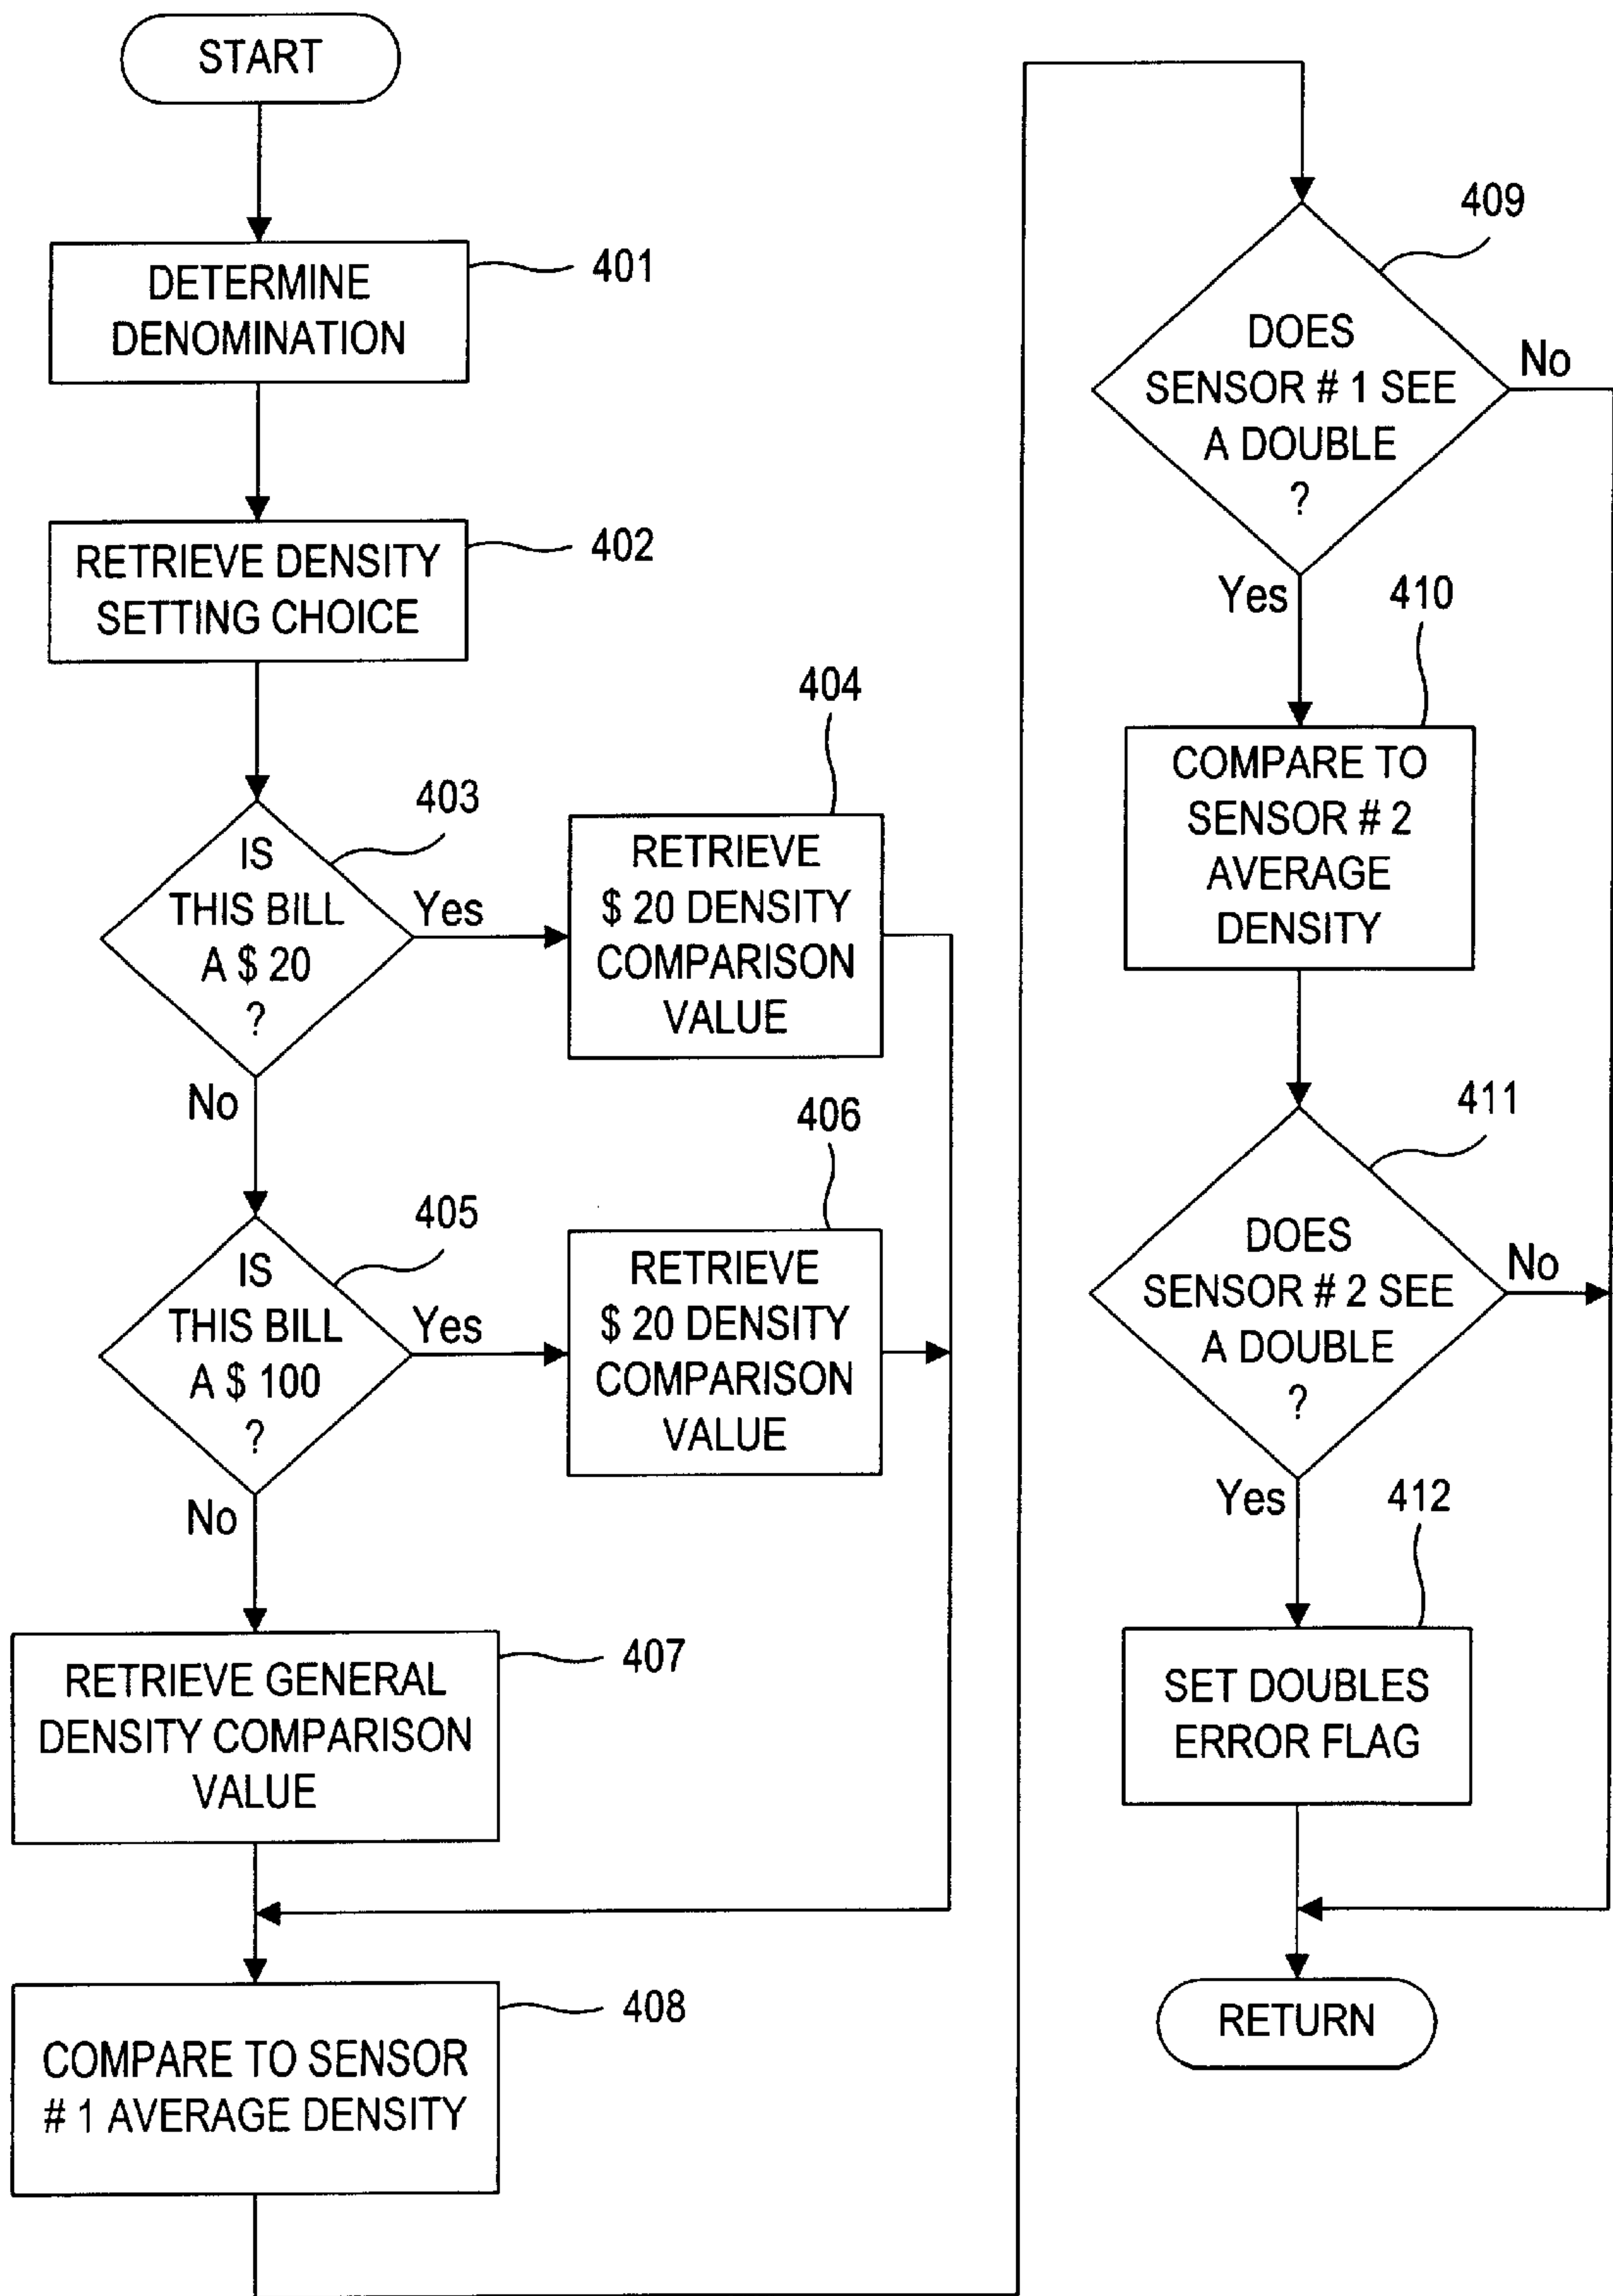 START
DETERMINE
DENOMINATION
401
RETRIEVE DENSITY
SETTING CHOICE
402
IS
THIS BILL
A $ 20
?
403
Yes
No
RETRIEVE
$ 20 DENSITY
COMPARISON
VALUE
404
IS
THIS BILL
A $ 100
?
405
Yes
No
RETRIEVE
$ 20 DENSITY
COMPARISON
VALUE
406
RETRIEVE GENERAL
DENSITY COMPARISON
VALUE
407
COMPARE TO SENSOR
# 1 AVERAGE DENSITY
408
DOES
SENSOR # 1 SEE
A DOUBLE
?
409
No
Yes
COMPARE TO
SENSOR # 2
AVERAGE
DENSITY
410
DOES
SENSOR # 2 SEE
A DOUBLE
?
411
No
Yes
SET DOUBLES
ERROR FLAG
412
RETURN